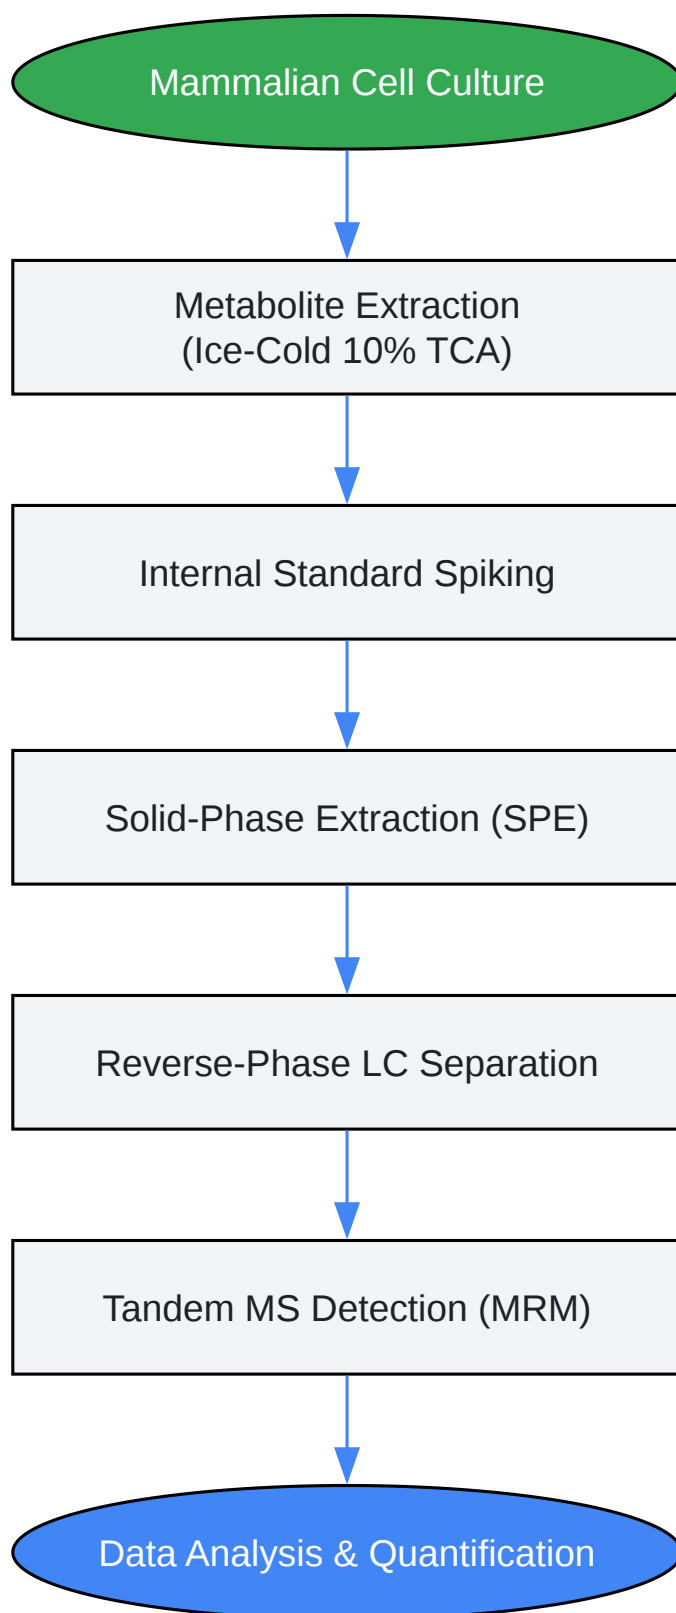 Mammalian Cell Culture
Metabolite Extraction
(Ice-Cold 10% TCA)
Internal Standard Spiking
Solid-Phase Extraction (SPE)
Reverse-Phase LC Separation
Tandem MS Detection (MRM)
Data Analysis & Quantification